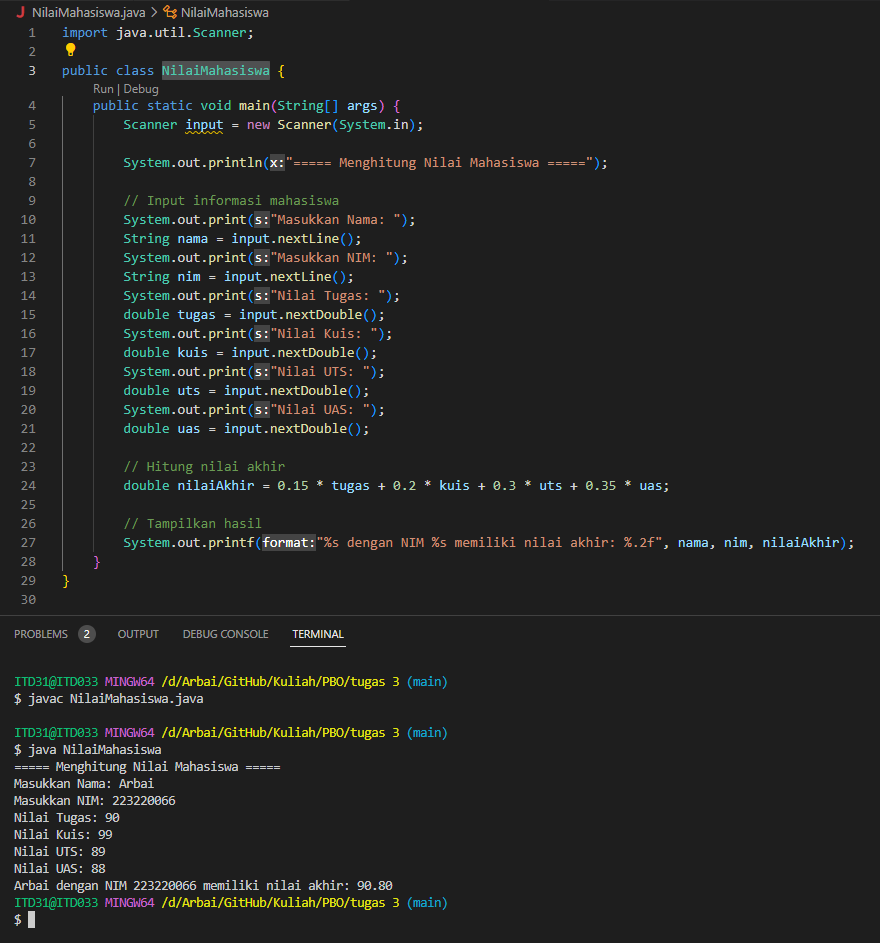 NilaiMahasiswa.java > NilaiMahasiswa
1 import java.util.Scanner;
2
3 public class NilaiMahasiswa {
Run | Debug
4 public static void main(String[] args) {
5 Scanner input = new Scanner(System.in);
6
7 System.out.println(x:"===== Menghitung Nilai Mahasiswa =====");
8
9 // Input informasi mahasiswa
10 System.out.print(s:"Masukkan Nama: ");
11 String nama = input.nextLine();
12 System.out.print(s:"Masukkan NIM: ");
13 String nim = input.nextLine();
14 System.out.print(s:"Nilai Tugas: ");
15 double tugas = input.nextDouble();
16 System.out.print(s:"Nilai Kuis: ");
17 double kuis = input.nextDouble();
18 System.out.print(s:"Nilai UTS: ");
19 double uts = input.nextDouble();
20 System.out.print(s:"Nilai UAS: ");
21 double uas = input.nextDouble();
22
23 // Hitung nilai akhir
24 double nilaiAkhir = 0.15 * tugas + 0.2 * kuis + 0.3 * uts + 0.35 * uas;
25
26 // Tampilkan hasil
27 System.out.printf(format:"%s dengan NIM %s memiliki nilai akhir: %.2f", nama, nim, nilaiAkhir);
28 }
29 }
30
PROBLEMS 2 OUTPUT DEBUG CONSOLE TERMINAL
ITD31@ITD033 MINGW64 /d/Arbai/GitHub/Kuliah/PBO/tugas 3 (main)
$ javac NilaiMahasiswa.java
ITD31@ITD033 MINGW64 /d/Arbai/GitHub/Kuliah/PBO/tugas 3 (main)
$ java NilaiMahasiswa
===== Menghitung Nilai Mahasiswa =====
Masukkan Nama: Arbai
Masukkan NIM: 223220066
Nilai Tugas: 90
Nilai Kuis: 99
Nilai UTS: 89
Nilai UAS: 88
Arbai dengan NIM 223220066 memiliki nilai akhir: 90.80
ITD31@ITD033 MINGW64 /d/Arbai/GitHub/Kuliah/PBO/tugas 3 (main)
$